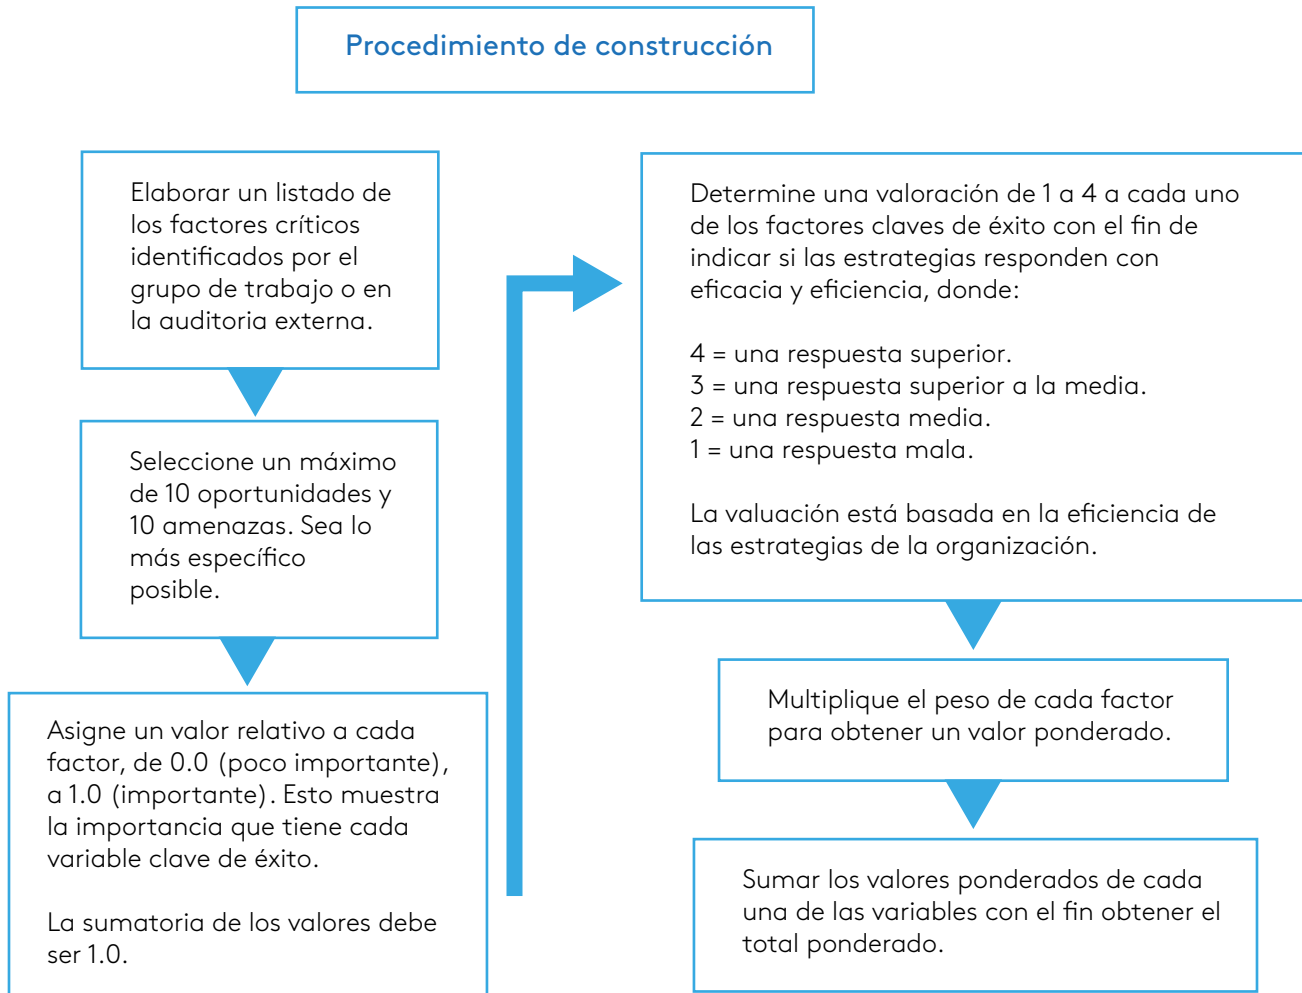 Procedimiento de construcción
Elaborar un listado de
los factores críticos
identificados por el
grupo de trabajo o en
la auditoria externa.
Seleccione un máximo
de 10 oportunidades y
10 amenazas. Sea lo
más específico
posible.
Asigne un valor relativo a cada
factor, de 0.0 (poco importante),
a 1.0 (importante). Esto muestra
la importancia que tiene cada
variable clave de éxito.
La sumatoria de los valores debe
ser 1.0.
Determine una valoración de 1 a 4 a cada uno
de los factores claves de éxito con el fin de
indicar si las estrategias responden con
eficacia y eficiencia, donde:
4 = una respuesta superior.
3 = una respuesta superior a la media.
2 = una respuesta media.
1 = una respuesta mala.
La valuación está basada en la eficiencia de
las estrategias de la organización.
Multiplique el peso de cada factor
para obtener un valor ponderado.
Sumar los valores ponderados de cada
una de las variables con el fin obtener el
total ponderado.